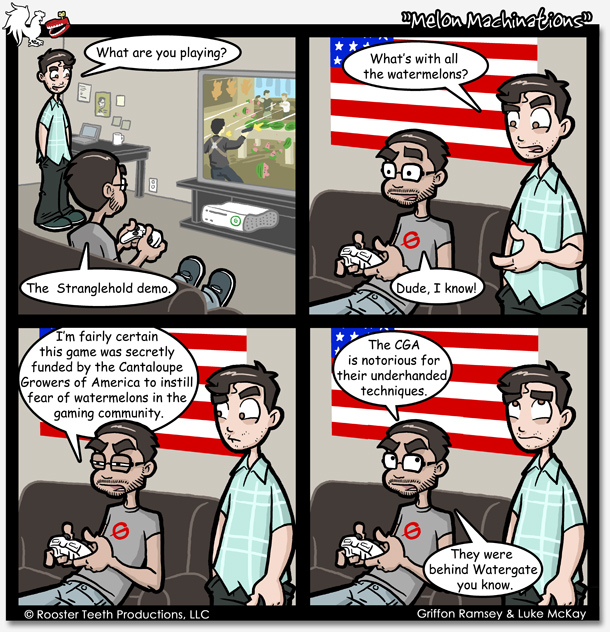 "Melon Machinations"
What are you playing?
The Stranglehold demo.
What's with all
the watermelons?
Dude, I know!
I'm fairly certain
this game was secretly
funded by the Cantaloupe
Growers of America to instill
fear of watermelons in the
gaming community.
The CGA
is notorious for
their underhanded
techniques.
They were
behind Watergate
you know.
© Rooster Teeth Productions, LLC
Griffon Ramsey & Luke McKay